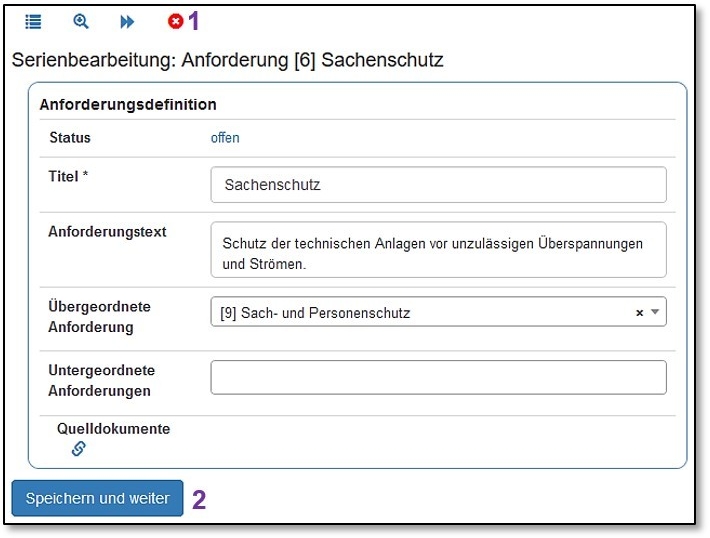 1
Serienbearbeitung: Anforderung [6] Sachenschutz
Anforderungsdefinition
Status offen
Titel * Sachenschutz
Anforderungstext
Schutz der technischen Anlagen vor unzulässigen Überspannungen
und Strömen.
Übergeordnete
Anforderung
[9] Sach- und Personenschutz ×
Untergeordnete
Anforderungen
Quelldokumente
Speichern und weiter 2